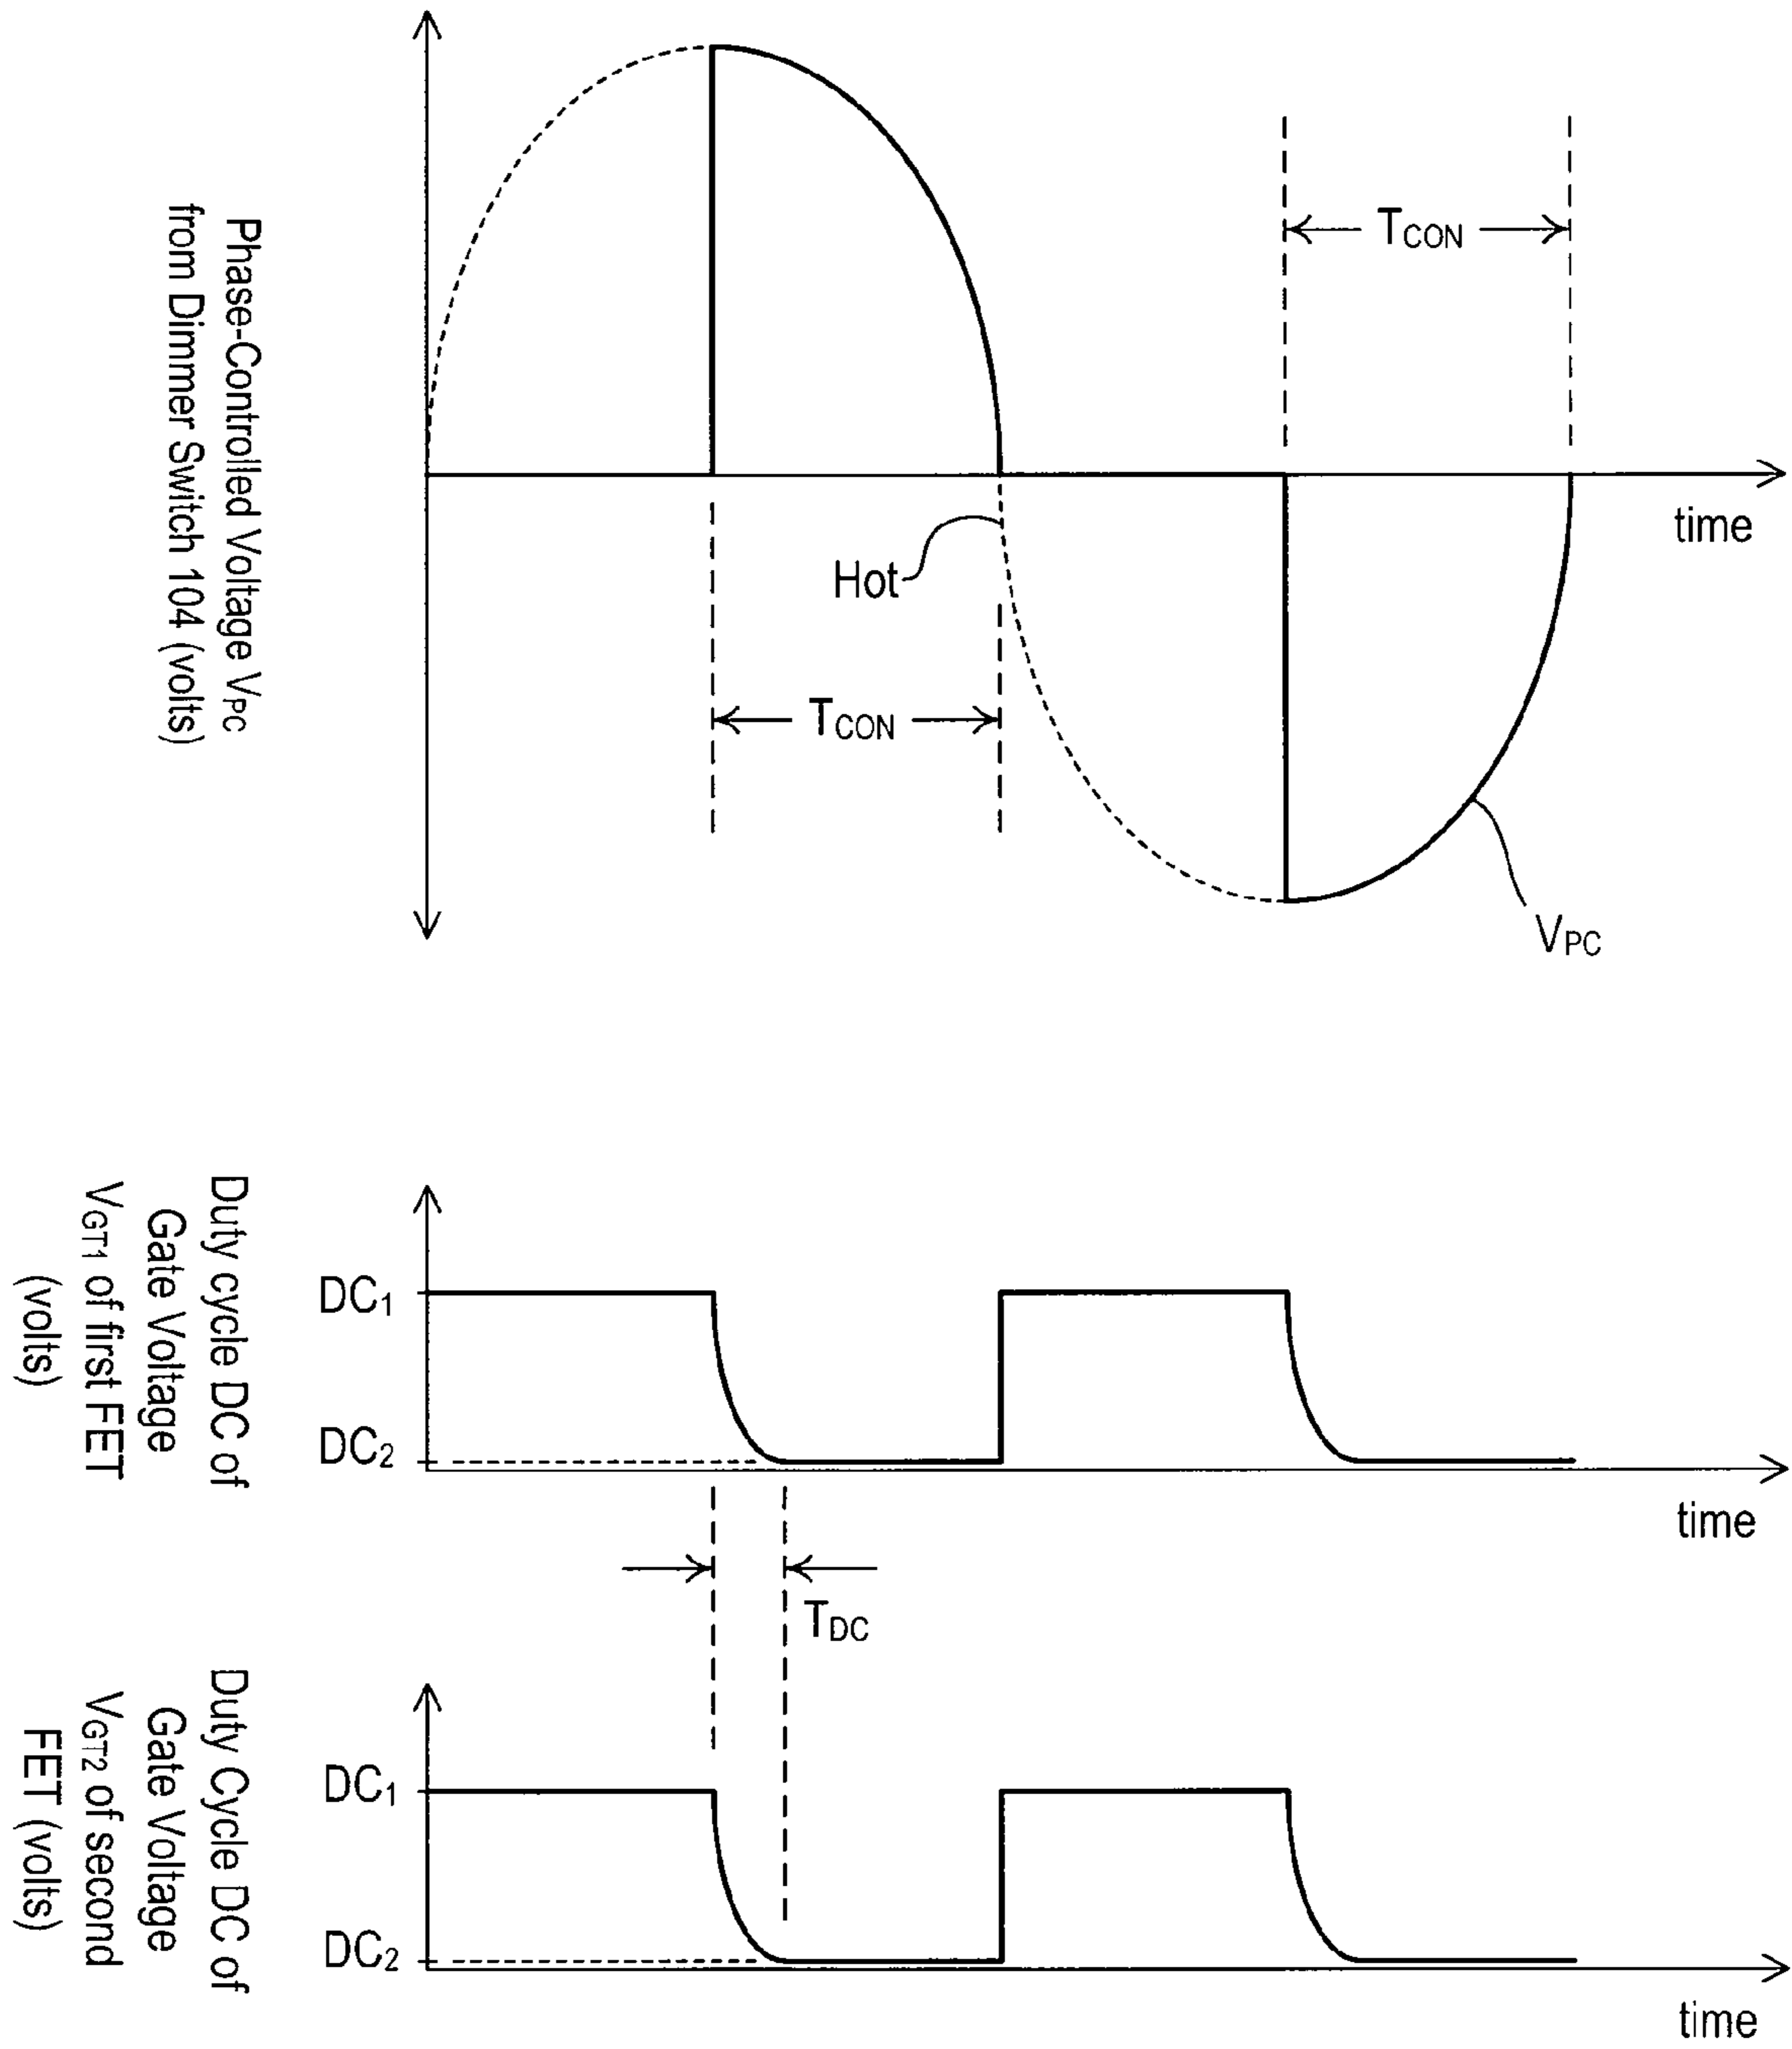 Phase-Controlled Voltage VPC
from Dimmer Switch 104 (volts)
TCON
time
Hot
TCON
VPC
Duty cycle DC of
Gate Voltage
VGT1 of first FET
(volts)
DC1
DC2
time
TDC
Duty Cycle DC of
Gate Voltage
VGT2 of second
FET (volts)
DC1
DC2
time